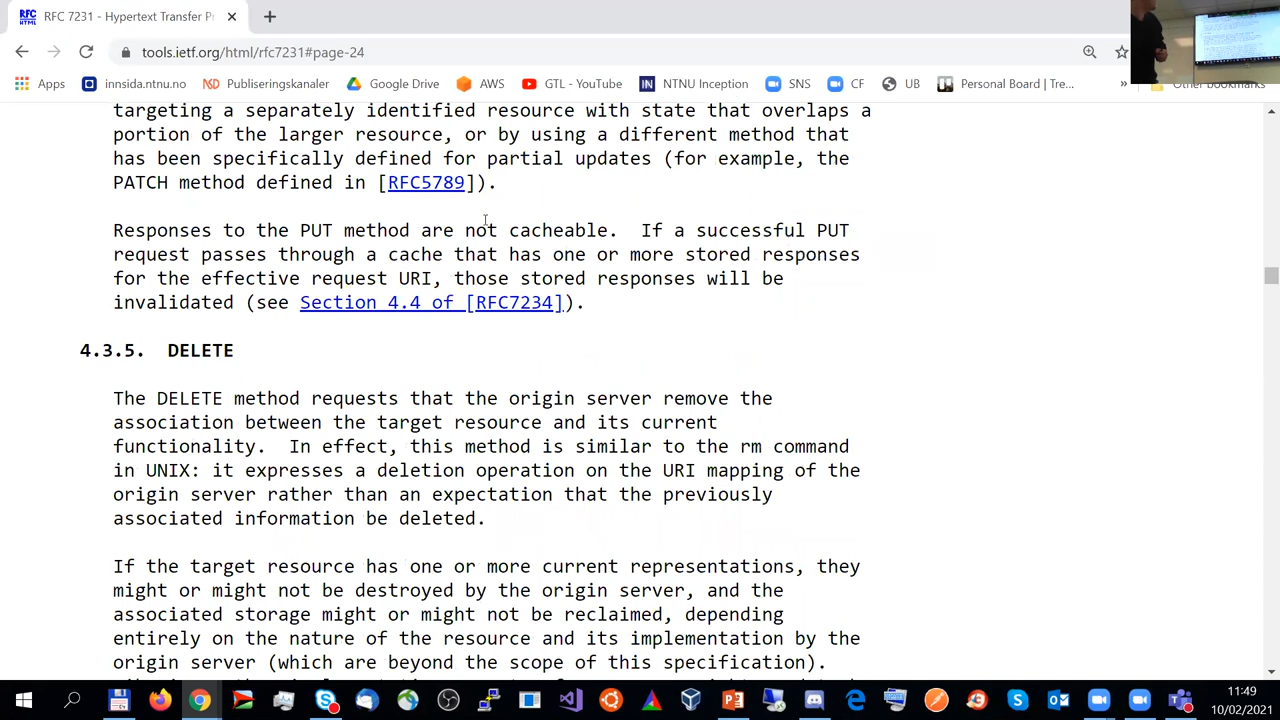 RFC HTML
RFC 7231 - Hypertext Transfer Pr
tools.ietf.org/html/rfc7231#page-24
Apps
innsida.ntnu.no
Publiseringskanaler
Google Drive
AWS
GTL - YouTube
NTNU Inception
SNS
CF
UB
Personal Board | Tre...
»
Other bookmarks
targeting a separately identified resource with state that overlaps a
portion of the larger resource, or by using a different method that
has been specifically defined for partial updates (for example, the
PATCH method defined in [RFC5789]).
Responses to the PUT method are not cacheable. If a successful PUT
request passes through a cache that has one or more stored responses
for the effective request URI, those stored responses will be
invalidated (see Section 4.4 of [RFC7234]).
4.3.5. DELETE
The DELETE method requests that the origin server remove the
association between the target resource and its current
functionality. In effect, this method is similar to the rm command
in UNIX: it expresses a deletion operation on the URI mapping of the
origin server rather than an expectation that the previously
associated information be deleted.
If the target resource has one or more current representations, they
might or might not be destroyed by the origin server, and the
associated storage might or might not be reclaimed, depending
entirely on the nature of the resource and its implementation by the
origin server (which are beyond the scope of this specification).
11:49
10/02/2021